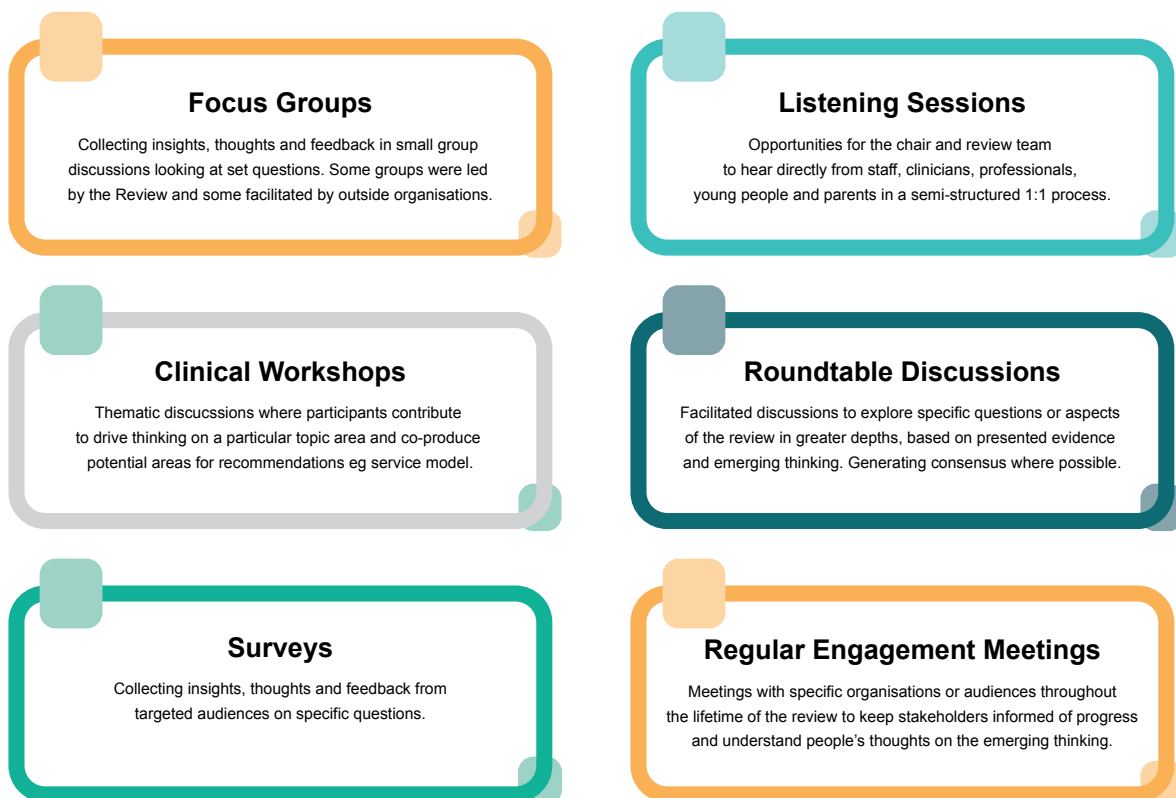 Focus Groups
Collecting insights, thoughts and feedback in small group
discussions looking at set questions. Some groups were led
by the Review and some facilitated by outside organisations.
Listening Sessions
Opportunities for the chair and review team
to hear directly from staff, clinicians, professionals,
young people and parents in a semi-structured 1:1 process.
Clinical Workshops
Thematic discucssions where participants contribute
to drive thinking on a particular topic area and co-produce
potential areas for recommendations eg service model.
Roundtable Discussions
Facilitated discussions to explore specific questions or aspects
of the review in greater depths, based on presented evidence
and emerging thinking. Generating consensus where possible.
Surveys
Collecting insights, thoughts and feedback from
targeted audiences on specific questions.
Regular Engagement Meetings
Meetings with specific organisations or audiences throughout
the lifetime of the review to keep stakeholders informed of progress
and understand people’s thoughts on the emerging thinking.